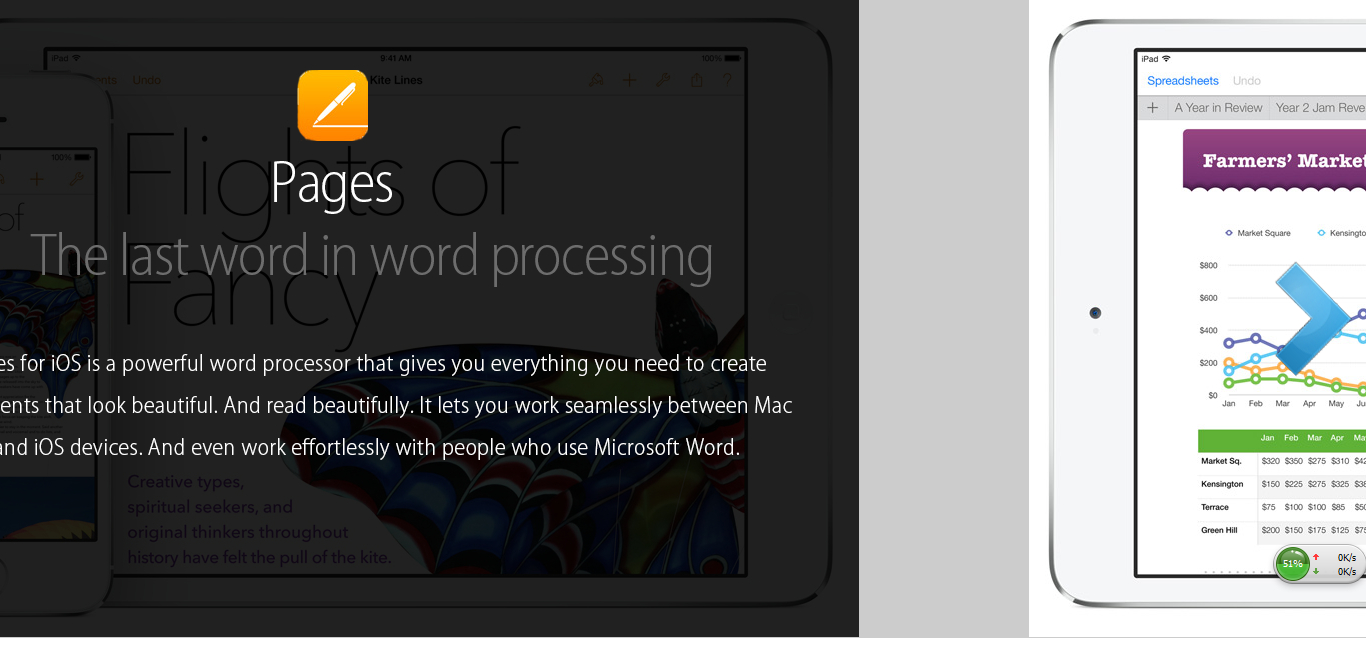 iPad 9:41 AM 100%
Undo Kite Lines
100%
Flights of
Fancy
of
Pages
The last word in word processing
es for iOS is a powerful word processor that gives you everything you need to create
ents that look beautiful. And read beautifully. It lets you work seamlessly between Mac
and iOS devices. And even work effortlessly with people who use Microsoft Word.
Creative types,
spiritual seekers, and
original thinkers throughout
history have felt the pull of the kite.
iPad
Spreadsheets Undo
+ A Year in Review Year 2 Jam Reve
Farmers' Market
Market Square Kensingto
$800
$600
$400
$200
$0
Jan Feb Mar Apr May Ju
Jan Feb Mar Apr Ma
Market Sq. $320 $350 $275 $310 $42
Kensington $150 $225 $275 $325 $38
Terrace $75 $100 $100 $85 $50
Green Hill $200 $150 $175 $125 $75
51% 0K/s
0K/s